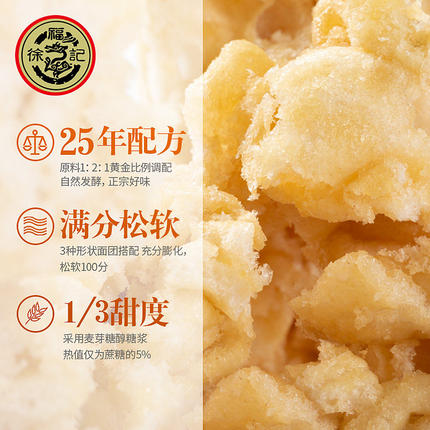 徐福記
25年配方
原料1：2：1黄金比例调配
自然发酵，正宗好味
满分松软
3种形状面团搭配 充分膨化，
松软100分
1/3甜度
采用麦芽糖醇糖浆
热值仅为蔗糖的5%